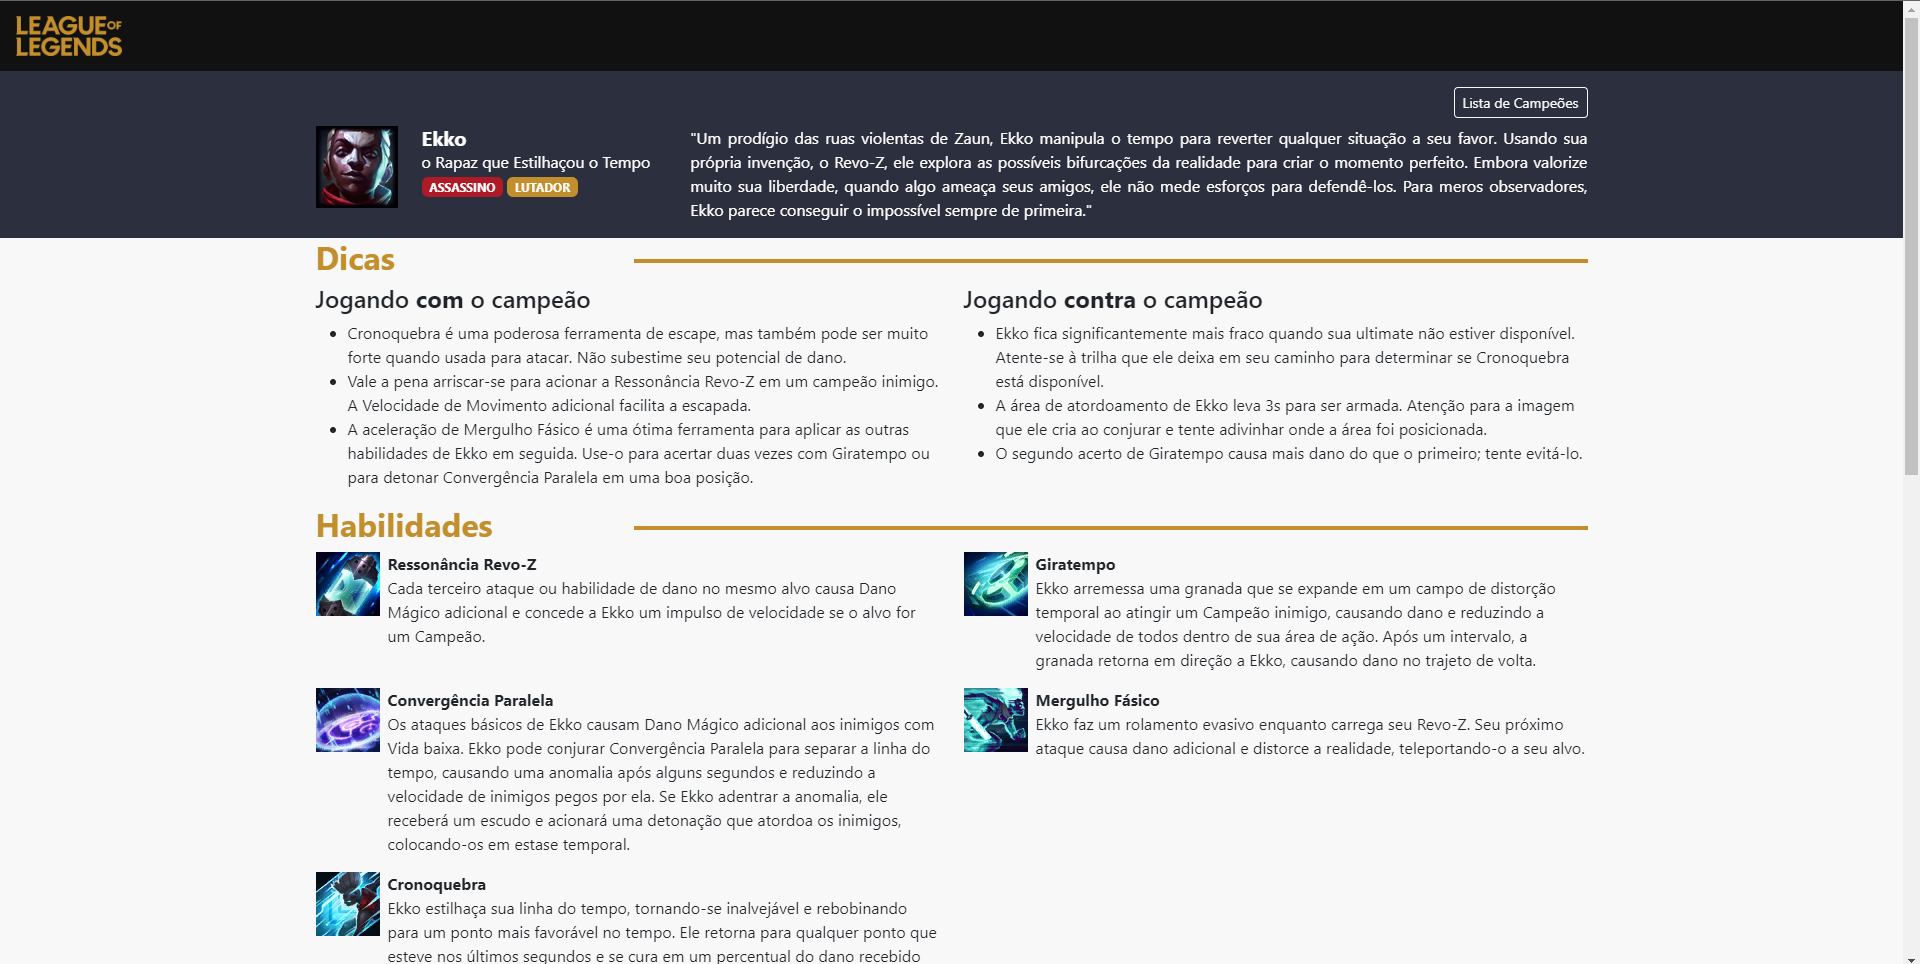 LEAGUE OF
LEGENDS
Lista de Campeões
Ekko
o Rapaz que Estilhaçou o Tempo
ASSASSINO LUTADOR
"Um prodígio das ruas violentas de Zaun, Ekko manipula o tempo para reverter qualquer situação a seu favor. Usando sua
própria invenção, o Revo-Z, ele explora as possíveis bifurcações da realidade para criar o momento perfeito. Embora valorize
muito sua liberdade, quando algo ameaça seus amigos, ele não mede esforços para defendê-los. Para meros observadores,
Ekko parece conseguir o impossível sempre de primeira."
Dicas
Jogando com o campeão
Cronoquebra é uma poderosa ferramenta de escape, mas também pode ser muito
forte quando usada para atacar. Não subestime seu potencial de dano.
Vale a pena arriscar-se para acionar a Ressonância Revo-Z em um campeão inimigo.
A Velocidade de Movimento adicional facilita a escapada.
A aceleração de Mergulho Fásico é uma ótima ferramenta para aplicar as outras
habilidades de Ekko em seguida. Use-o para acertar duas vezes com Giratempo ou
para detonar Convergência Paralela em uma boa posição.
Jogando contra o campeão
Ekko fica significantemente mais fraco quando sua ultimate não estiver disponível.
Atente-se à trilha que ele deixa em seu caminho para determinar se Cronoquebra
está disponível.
A área de atordoamento de Ekko leva 3s para ser armada. Atenção para a imagem
que ele cria ao conjurar e tente adivinhar onde a área foi posicionada.
O segundo acerto de Giratempo causa mais dano do que o primeiro; tente evitá-lo.
Habilidades
Ressonância Revo-Z
Cada terceiro ataque ou habilidade de dano no mesmo alvo causa Dano
Mágico adicional e concede a Ekko um impulso de velocidade se o alvo for
um Campeão.
Giratempo
Ekko arremessa uma granada que se expande em um campo de distorção
temporal ao atingir um Campeão inimigo, causando dano e reduzindo a
velocidade de todos dentro de sua área de ação. Após um intervalo, a
granada retorna em direção a Ekko, causando dano no trajeto de volta.
Convergência Paralela
Os ataques básicos de Ekko causam Dano Mágico adicional aos inimigos com
Vida baixa. Ekko pode conjurar Convergência Paralela para separar a linha do
tempo, causando uma anomalia após alguns segundos e reduzindo a
velocidade de inimigos pegos por ela. Se Ekko adentrar a anomalia, ele
receberá um escudo e acionará uma detonação que atordoa os inimigos,
colocando-os em estase temporal.
Mergulho Fásico
Ekko faz um rolamento evasivo enquanto carrega seu Revo-Z. Seu próximo
ataque causa dano adicional e distorce a realidade, teleportando-o a seu alvo.
Cronoquebra
Ekko estilhaça sua linha do tempo, tornando-se inalvejável e rebobinando
para um ponto mais favorável no tempo. Ele retorna para qualquer ponto que
esteve nos últimos segundos e se cura em um percentual do dano recebido